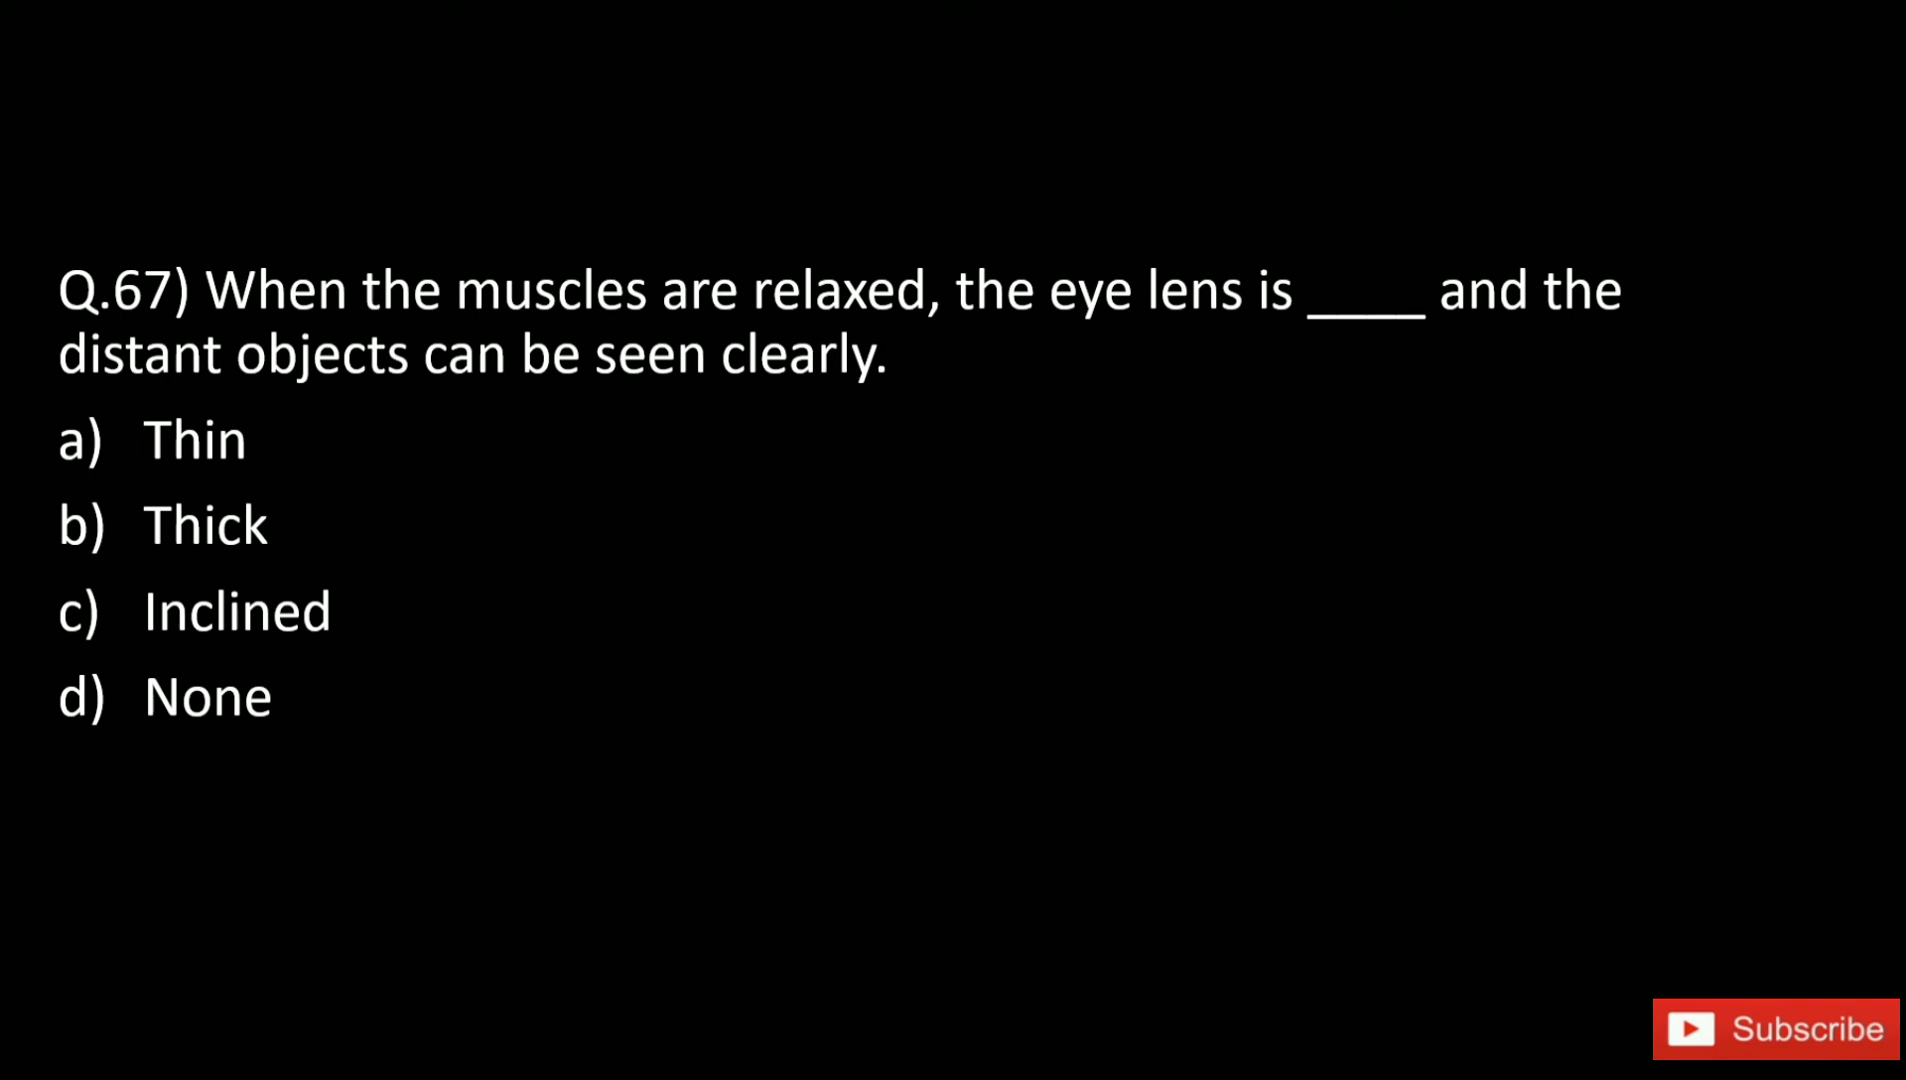 Q.67) When the muscles are relaxed, the eye lens is ____ and the
distant objects can be seen clearly.
a) Thin
b) Thick
c) Inclined
d) None
Subscribe